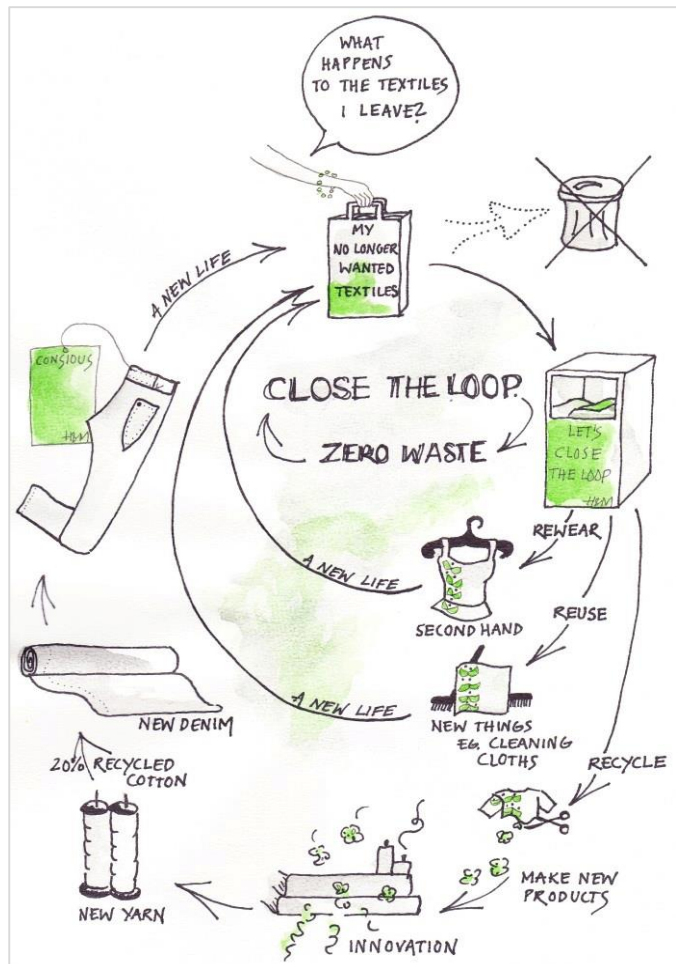 WHAT
HAPPENS
TO THE TEXTILES
I LEAVE?
MY
NO LONGER
WANTED
TEXTILES
A NEW LIFE
CONSIOUS
H&M
CLOSE THE LOOP
ZERO WASTE
LET'S
CLOSE
THE LOOP
H&M
REWEAR
A NEW LIFE
SECOND HAND
REUSE
A NEW LIFE
NEW THINGS
EG. CLEANING
CLOTHS
RECYCLE
MAKE NEW
PRODUCTS
INNOVATION
NEW YARN
20% RECYCLED
COTTON
NEW DENIM